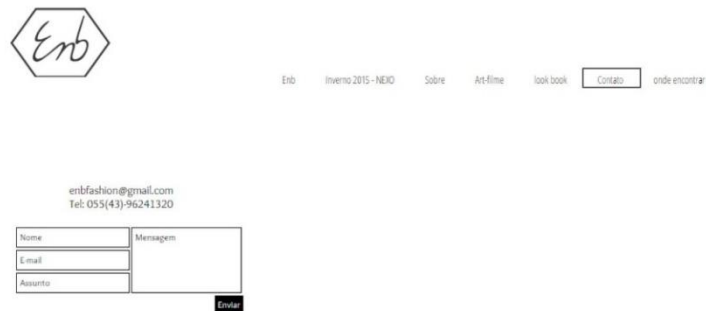 Enb
Enb Inverno 2015 - NEXO Sobre Art-filme look book Contato onde encontrar
enbfashion@gmail.com
Tel: 055(43)-96241320
Nome
Mensagem
E-mail
Assunto
Enviar